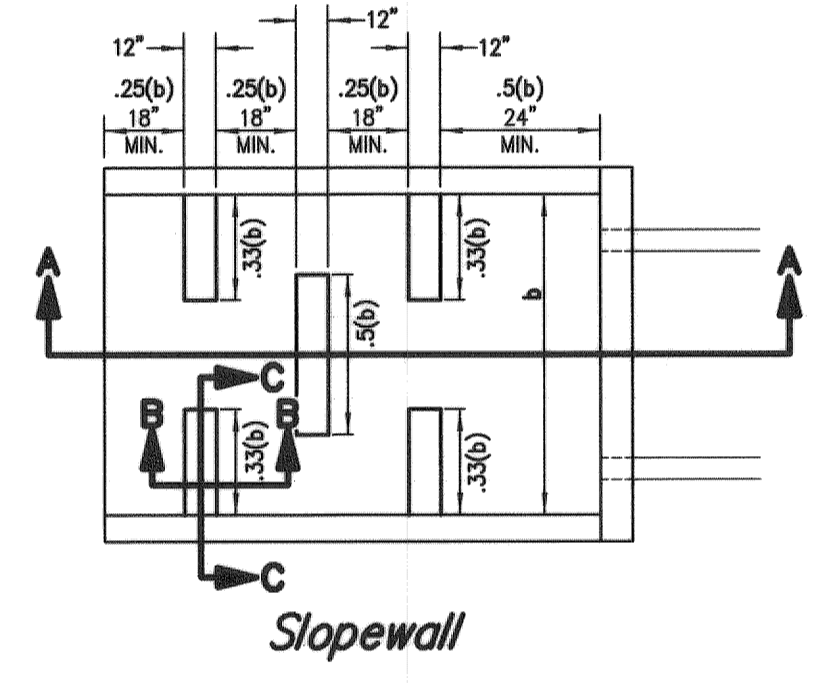 12"
12" 12"
.25(b) .25(b) .25(b) .5(b)
18" 18" 18" 24"
MIN. MIN. MIN. MIN.
.33(b) .33(b)
A A
b
.5(b)
C
B B
.33(b) .33(b)
C
Slopewall